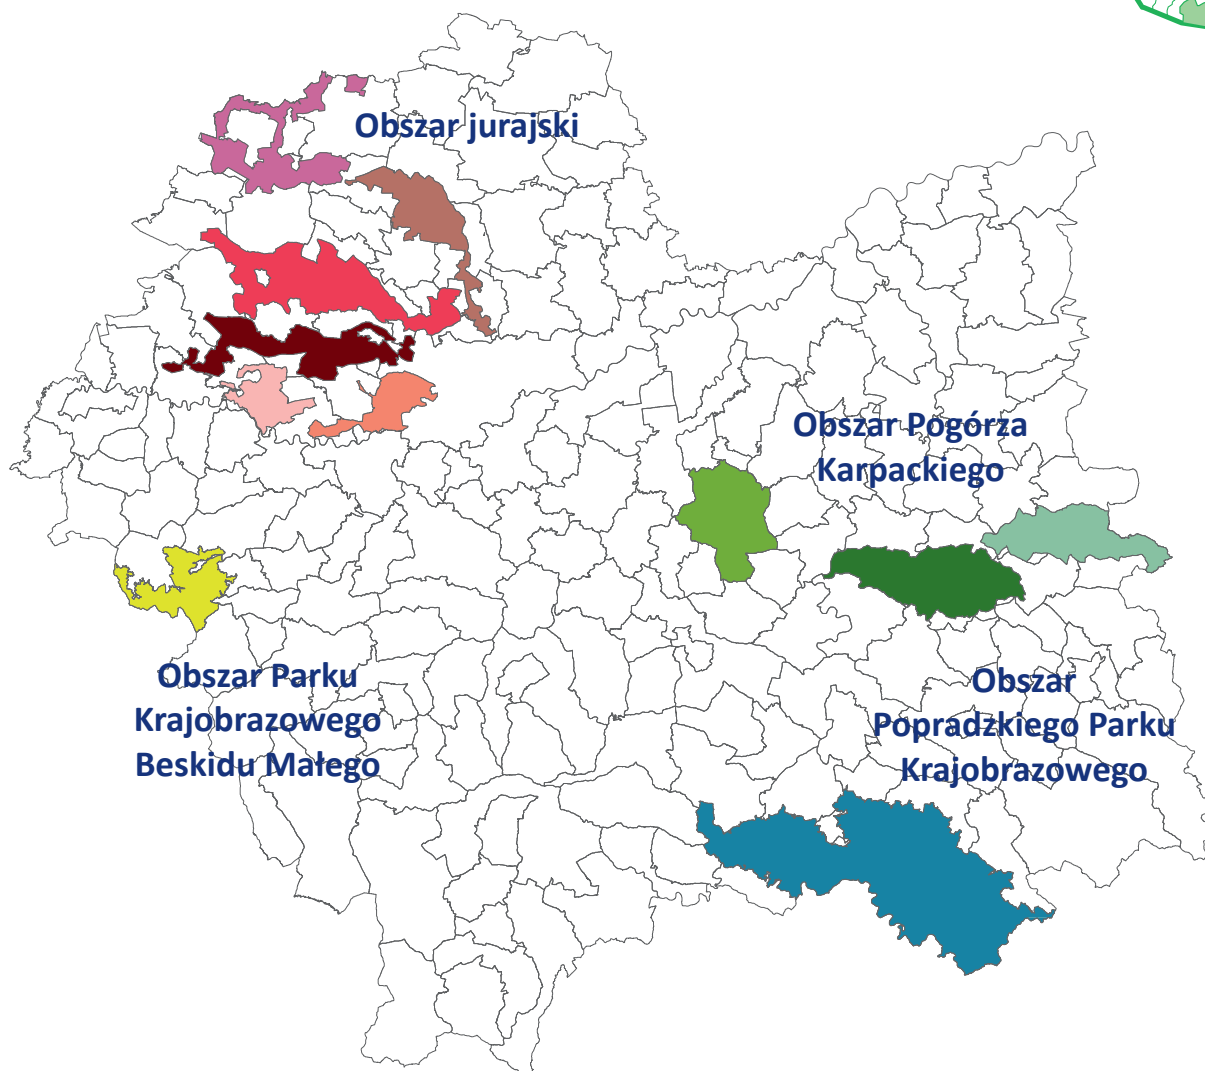 Obszar jurajski
Obszar Pogórza
Karpackiego
Obszar Parku
Krajobrazowego
Beskidu Małego
Obszar
Popradzkiego Parku
Krajobrazowego